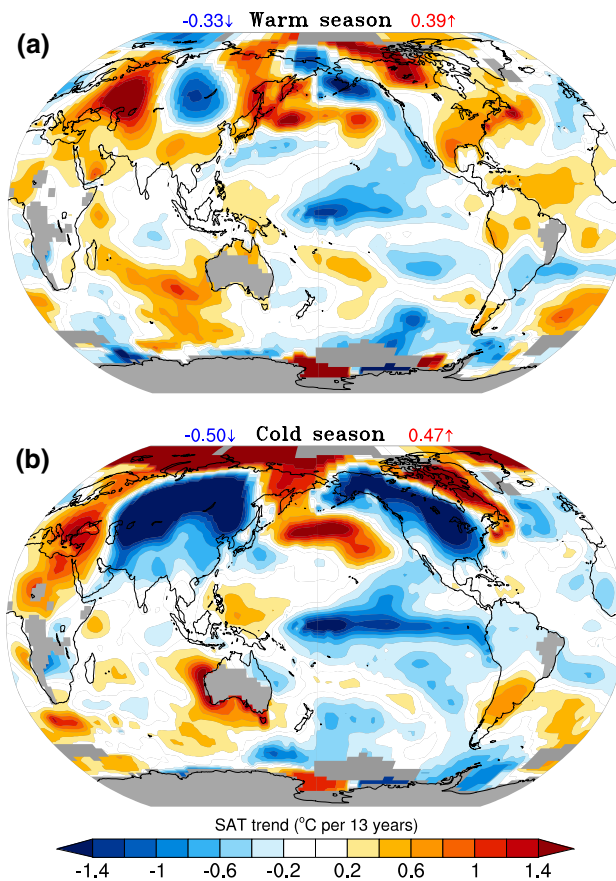 (a) -0.33↓ Warm season 0.39↑
(b) -0.50↓ Cold season 0.47↑
SAT trend (°C per 13 years)
-1.4 -1 -0.6 -0.2 0.2 0.6 1 1.4